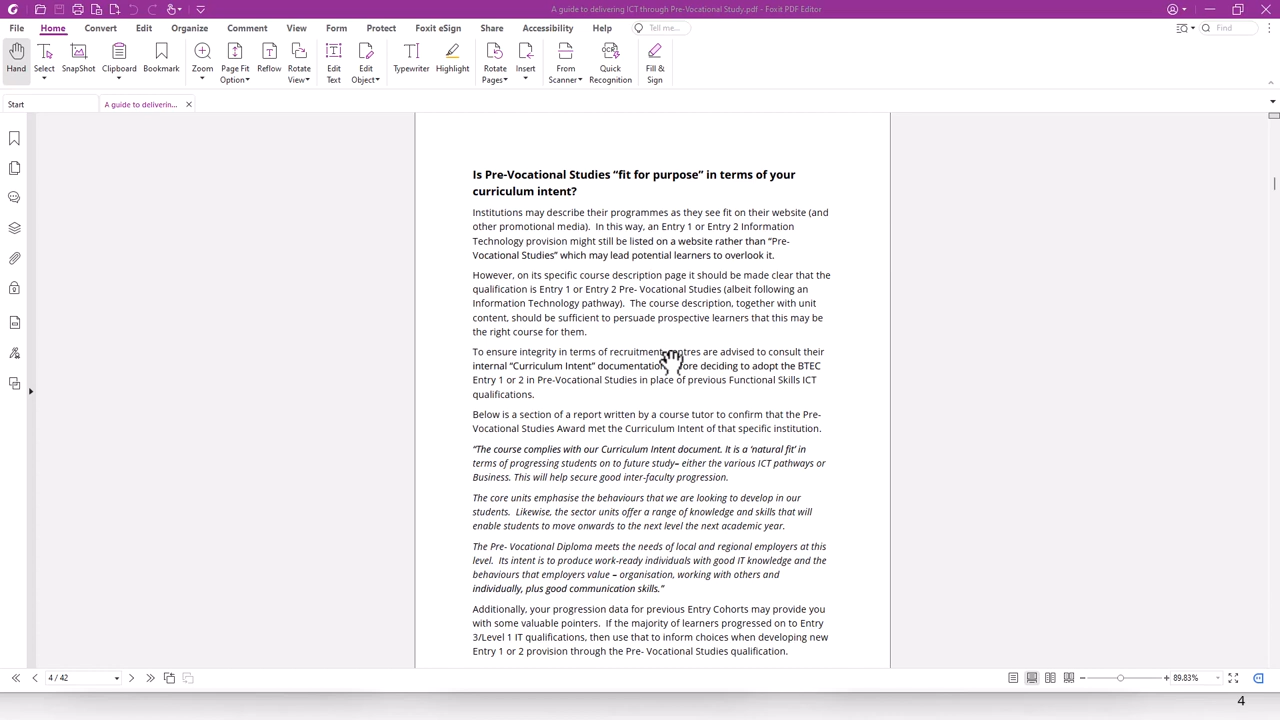 A guide to delivering ICT through Pre-Vocational Study.pdf - Foxit PDF Editor
File Home Convert Edit Organize Comment View Form Protect Foxit eSign Share Accessibility Help Tell me... Find
Hand Select SnapShot Clipboard Bookmark Zoom Page Fit Option Reflow Rotate View Edit Text Edit Object Typewriter Highlight Rotate Pages Insert From Scanner OCR Quick Recognition Fill & Sign
Start A guide to deliverin...
Is Pre-Vocational Studies “fit for purpose” in terms of your
curriculum intent?
Institutions may describe their programmes as they see fit on their website (and
other promotional media). In this way, an Entry 1 or Entry 2 Information
Technology provision might still be listed on a website rather than “Pre-
Vocational Studies” which may lead potential learners to overlook it.
However, on its specific course description page it should be made clear that the
qualification is Entry 1 or Entry 2 Pre- Vocational Studies (albeit following an
Information Technology pathway). The course description, together with unit
content, should be sufficient to persuade prospective learners that this may be
the right course for them.
To ensure integrity in terms of recruitment centres are advised to consult their
internal “Curriculum Intent” documentation before deciding to adopt the BTEC
Entry 1 or 2 in Pre-Vocational Studies in place of previous Functional Skills ICT
qualifications.
Below is a section of a report written by a course tutor to confirm that the Pre-
Vocational Studies Award met the Curriculum Intent of that specific institution.
“The course complies with our Curriculum Intent document. It is a ‘natural fit’ in
terms of progressing students on to future study– either the various ICT pathways or
Business. This will help secure good inter-faculty progression.
The core units emphasise the behaviours that we are looking to develop in our
students. Likewise, the sector units offer a range of knowledge and skills that will
enable students to move onwards to the next level the next academic year.
The Pre- Vocational Diploma meets the needs of local and regional employers at this
level. Its intent is to produce work-ready individuals with good IT knowledge and the
behaviours that employers value – organisation, working with others and
individually, plus good communication skills.”
Additionally, your progression data for previous Entry Cohorts may provide you
with some valuable pointers. If the majority of learners progressed on to Entry
3/Level 1 IT qualifications, then use that to inform choices when developing new
Entry 1 or 2 provision through the Pre- Vocational Studies qualification.
4 / 42 89.83%
4